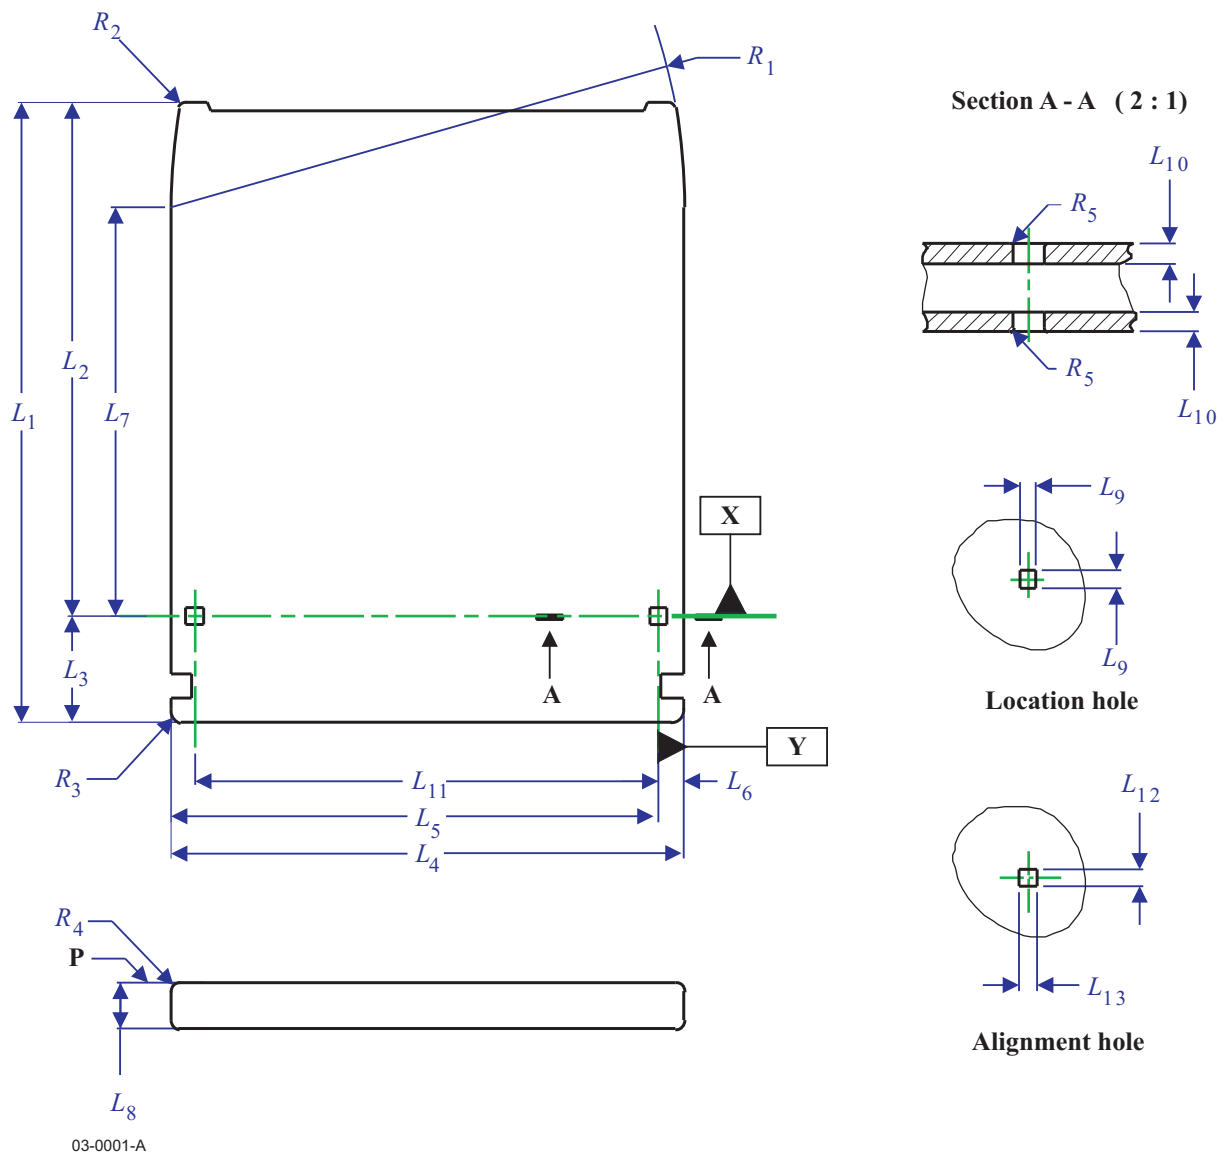 R2
R1
Section A - A ( 2 : 1)
L10
R5
L2
L1
L7
R5
L10
L9
X
L3
A
A
L9
Location hole
Y
R3
L11
L6
L5
L4
L12
R4
P
L13
Alignment hole
L8
03-0001-A